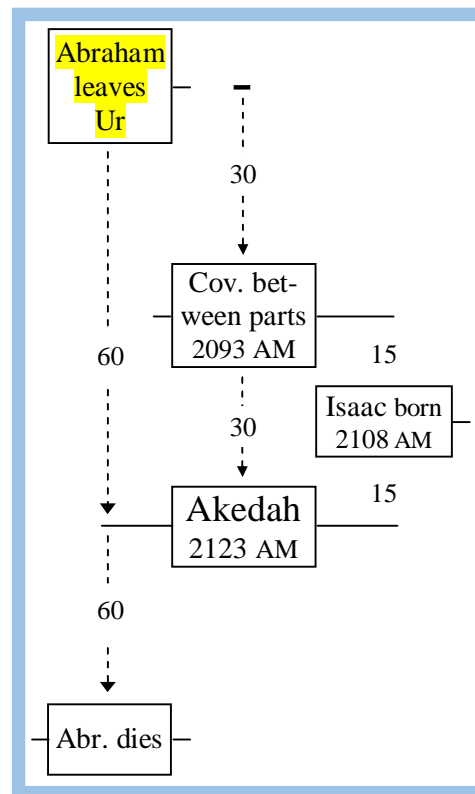 Abraham
leaves
Ur
30
Cov. bet-
ween parts
2093 AM
60
15
Isaac born
2108 AM
30
15
Akedah
2123 AM
60
Abr. dies